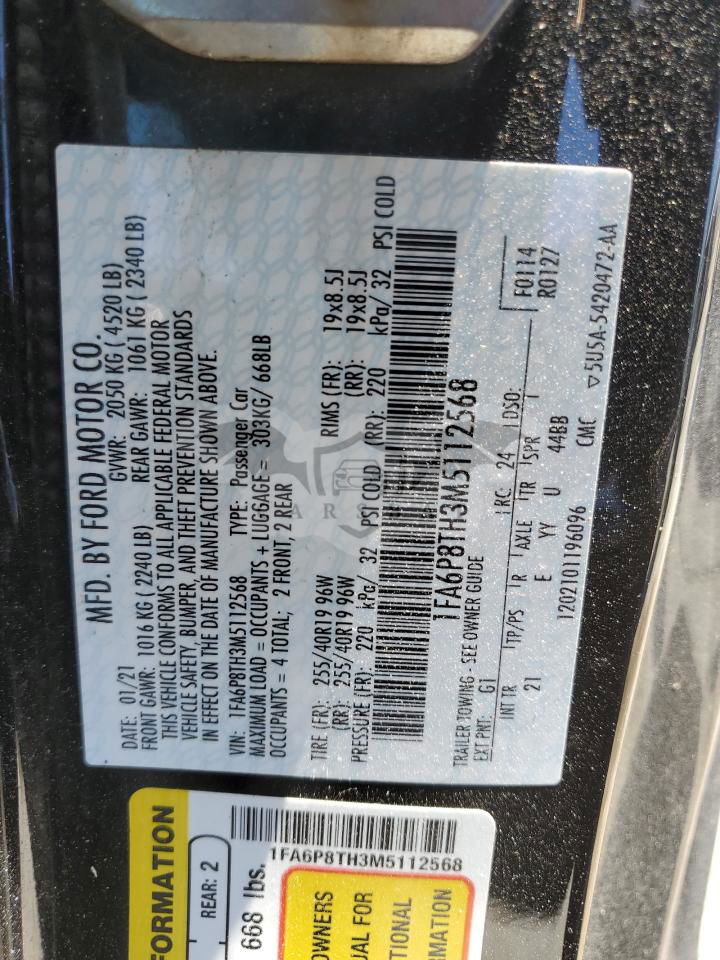 MFD. BY FORD MOTOR CO.
DATE: 01/21 GVWR: 2050 KG ( 4520 LB)
FRONT GAWR: 1016 KG ( 2240 LB) REAR GAWR: 1061 KG ( 2340 LB)
THIS VEHICLE CONFORMS TO ALL APPLICABLE FEDERAL MOTOR
VEHICLE SAFETY, BUMPER, AND THEFT PREVENTION STANDARDS
IN EFFECT ON THE DATE OF MANUFACTURE SHOWN ABOVE.
VIN: 1FA6P8TH3M5112568 TYPE: Passenger Car
MAXIMUM LOAD = OCCUPANTS + LUGGAGE = 303KG/ 668LB
OCCUPANTS = 4 TOTAL; 2 FRONT, 2 REAR
TIRE (FR): 255/40R19 96W RIMS (FR): 19x8.5J
(RR): 255/40R19 96W (RR): 19x8.5J
PRESSURE (FR): 220 kPa/ 32 PSI COLD (RR): 220 kPa/ 32 PSI COLD
1FA6P8TH3M5112568
TRAILER TOWING - SEE OWNER GUIDE
EXT PNT: G1 RC: 24 DSO: F0114
R0127
INT TR TP/PS R AXLE TR SPR
21 E YY U 44BB
1202101196096 CMC ▽5U5A-5420472-AA
FORMATION
REAR: 2
1FA6P8TH3M5112568
668 lbs.
OWNERS
UAL FOR
TIONAL
RMATION